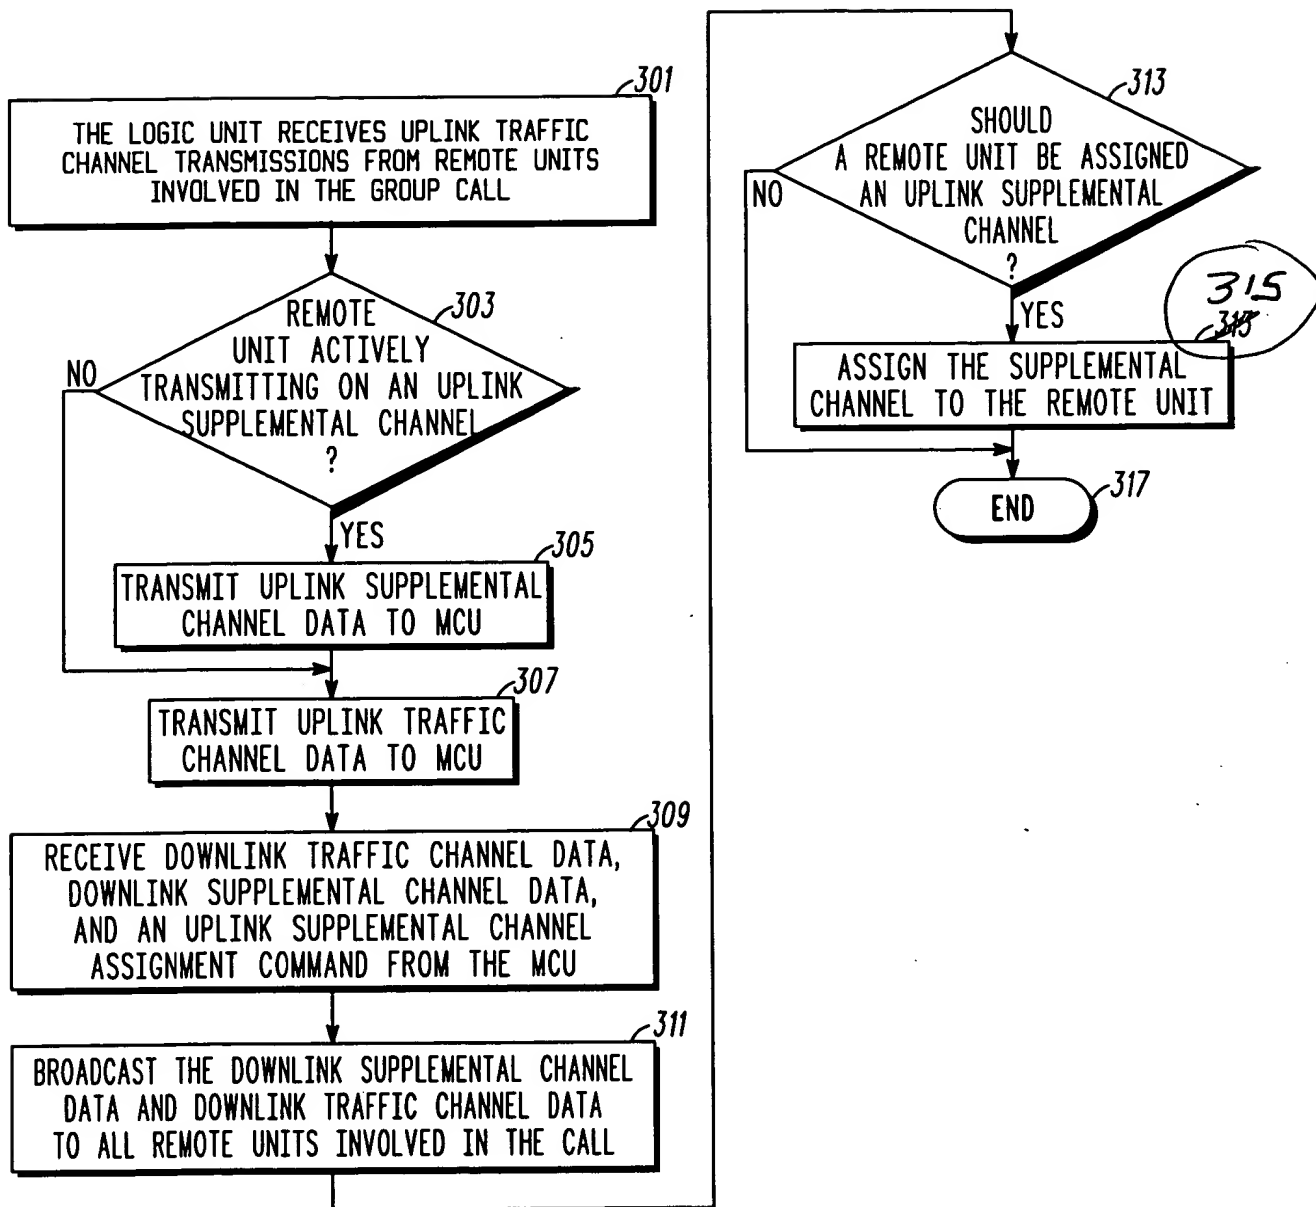 301
THE LOGIC UNIT RECEIVES UPLINK TRAFFIC
CHANNEL TRANSMISSIONS FROM REMOTE UNITS
INVOLVED IN THE GROUP CALL
303
REMOTE
UNIT ACTIVELY
TRANSMITTING ON AN UPLINK
SUPPLEMENTAL CHANNEL
?
NO
YES
305
TRANSMIT UPLINK SUPPLEMENTAL
CHANNEL DATA TO MCU
307
TRANSMIT UPLINK TRAFFIC
CHANNEL DATA TO MCU
309
RECEIVE DOWNLINK TRAFFIC CHANNEL DATA,
DOWNLINK SUPPLEMENTAL CHANNEL DATA,
AND AN UPLINK SUPPLEMENTAL CHANNEL
ASSIGNMENT COMMAND FROM THE MCU
311
BROADCAST THE DOWNLINK SUPPLEMENTAL CHANNEL
DATA AND DOWNLINK TRAFFIC CHANNEL DATA
TO ALL REMOTE UNITS INVOLVED IN THE CALL
313
SHOULD
A REMOTE UNIT BE ASSIGNED
AN UPLINK SUPPLEMENTAL
CHANNEL
?
NO
YES
315
313
ASSIGN THE SUPPLEMENTAL
CHANNEL TO THE REMOTE UNIT
END
317